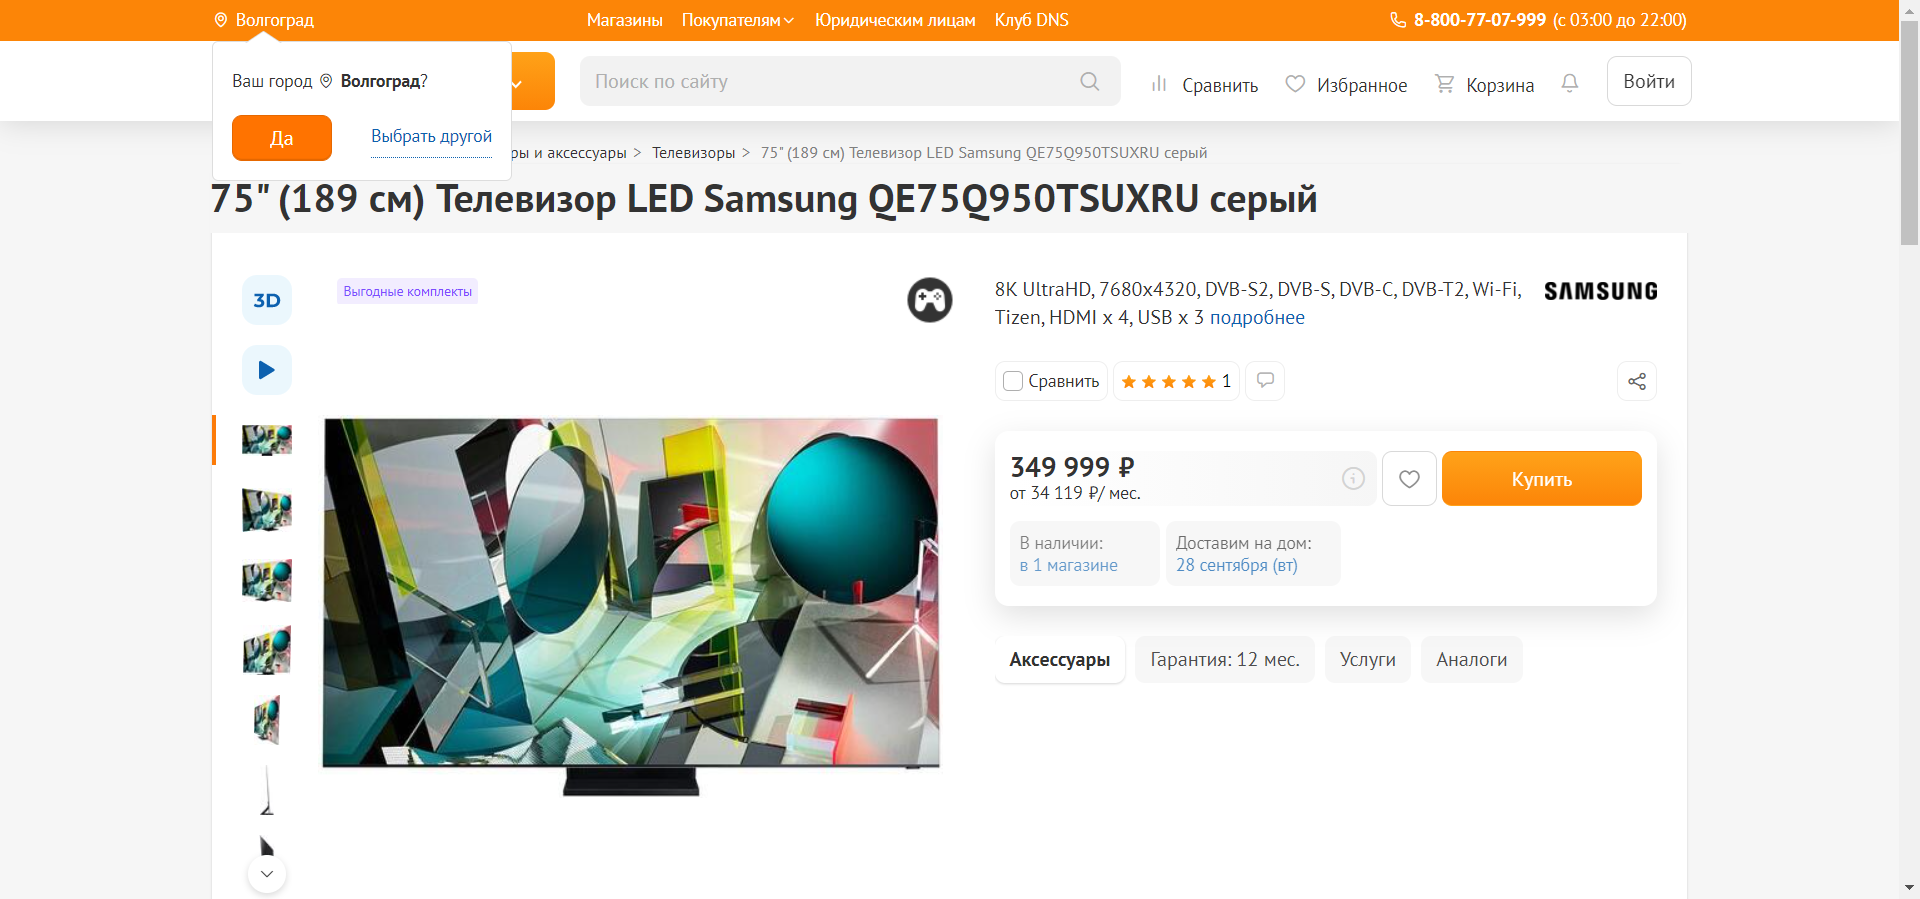 Волгоград
Магазины Покупателям Юридическим лицам Клуб DNS
8-800-77-07-999 (с 03:00 до 22:00)
Ваш город Волгоград?
Да
Выбрать другой
Поиск по сайту
Сравнить
Избранное
Корзина
Войти
ры и аксессуары > Телевизоры > 75" (189 см) Телевизор LED Samsung QE75Q950TSUXRU серый
75" (189 см) Телевизор LED Samsung QE75Q950TSUXRU серый
3D
Выгодные комплекты
8K UltraHD, 7680x4320, DVB-S2, DVB-S, DVB-C, DVB-T2, Wi-Fi,
Tizen, HDMI x 4, USB x 3 подробнее
SAMSUNG
Сравнить
1
349 999 ₽
от 34 119 ₽/ мес.
Купить
В наличии:
в 1 магазине
Доставим на дом:
28 сентября (вт)
Аксессуары
Гарантия: 12 мес.
Услуги
Аналоги